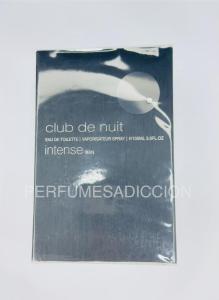 club de nuit
EAU DE TOILETTE | VAPORISATEUR SPRAY | 105ML 3.6FL.OZ
intense MAN
PERFUMESADICCION